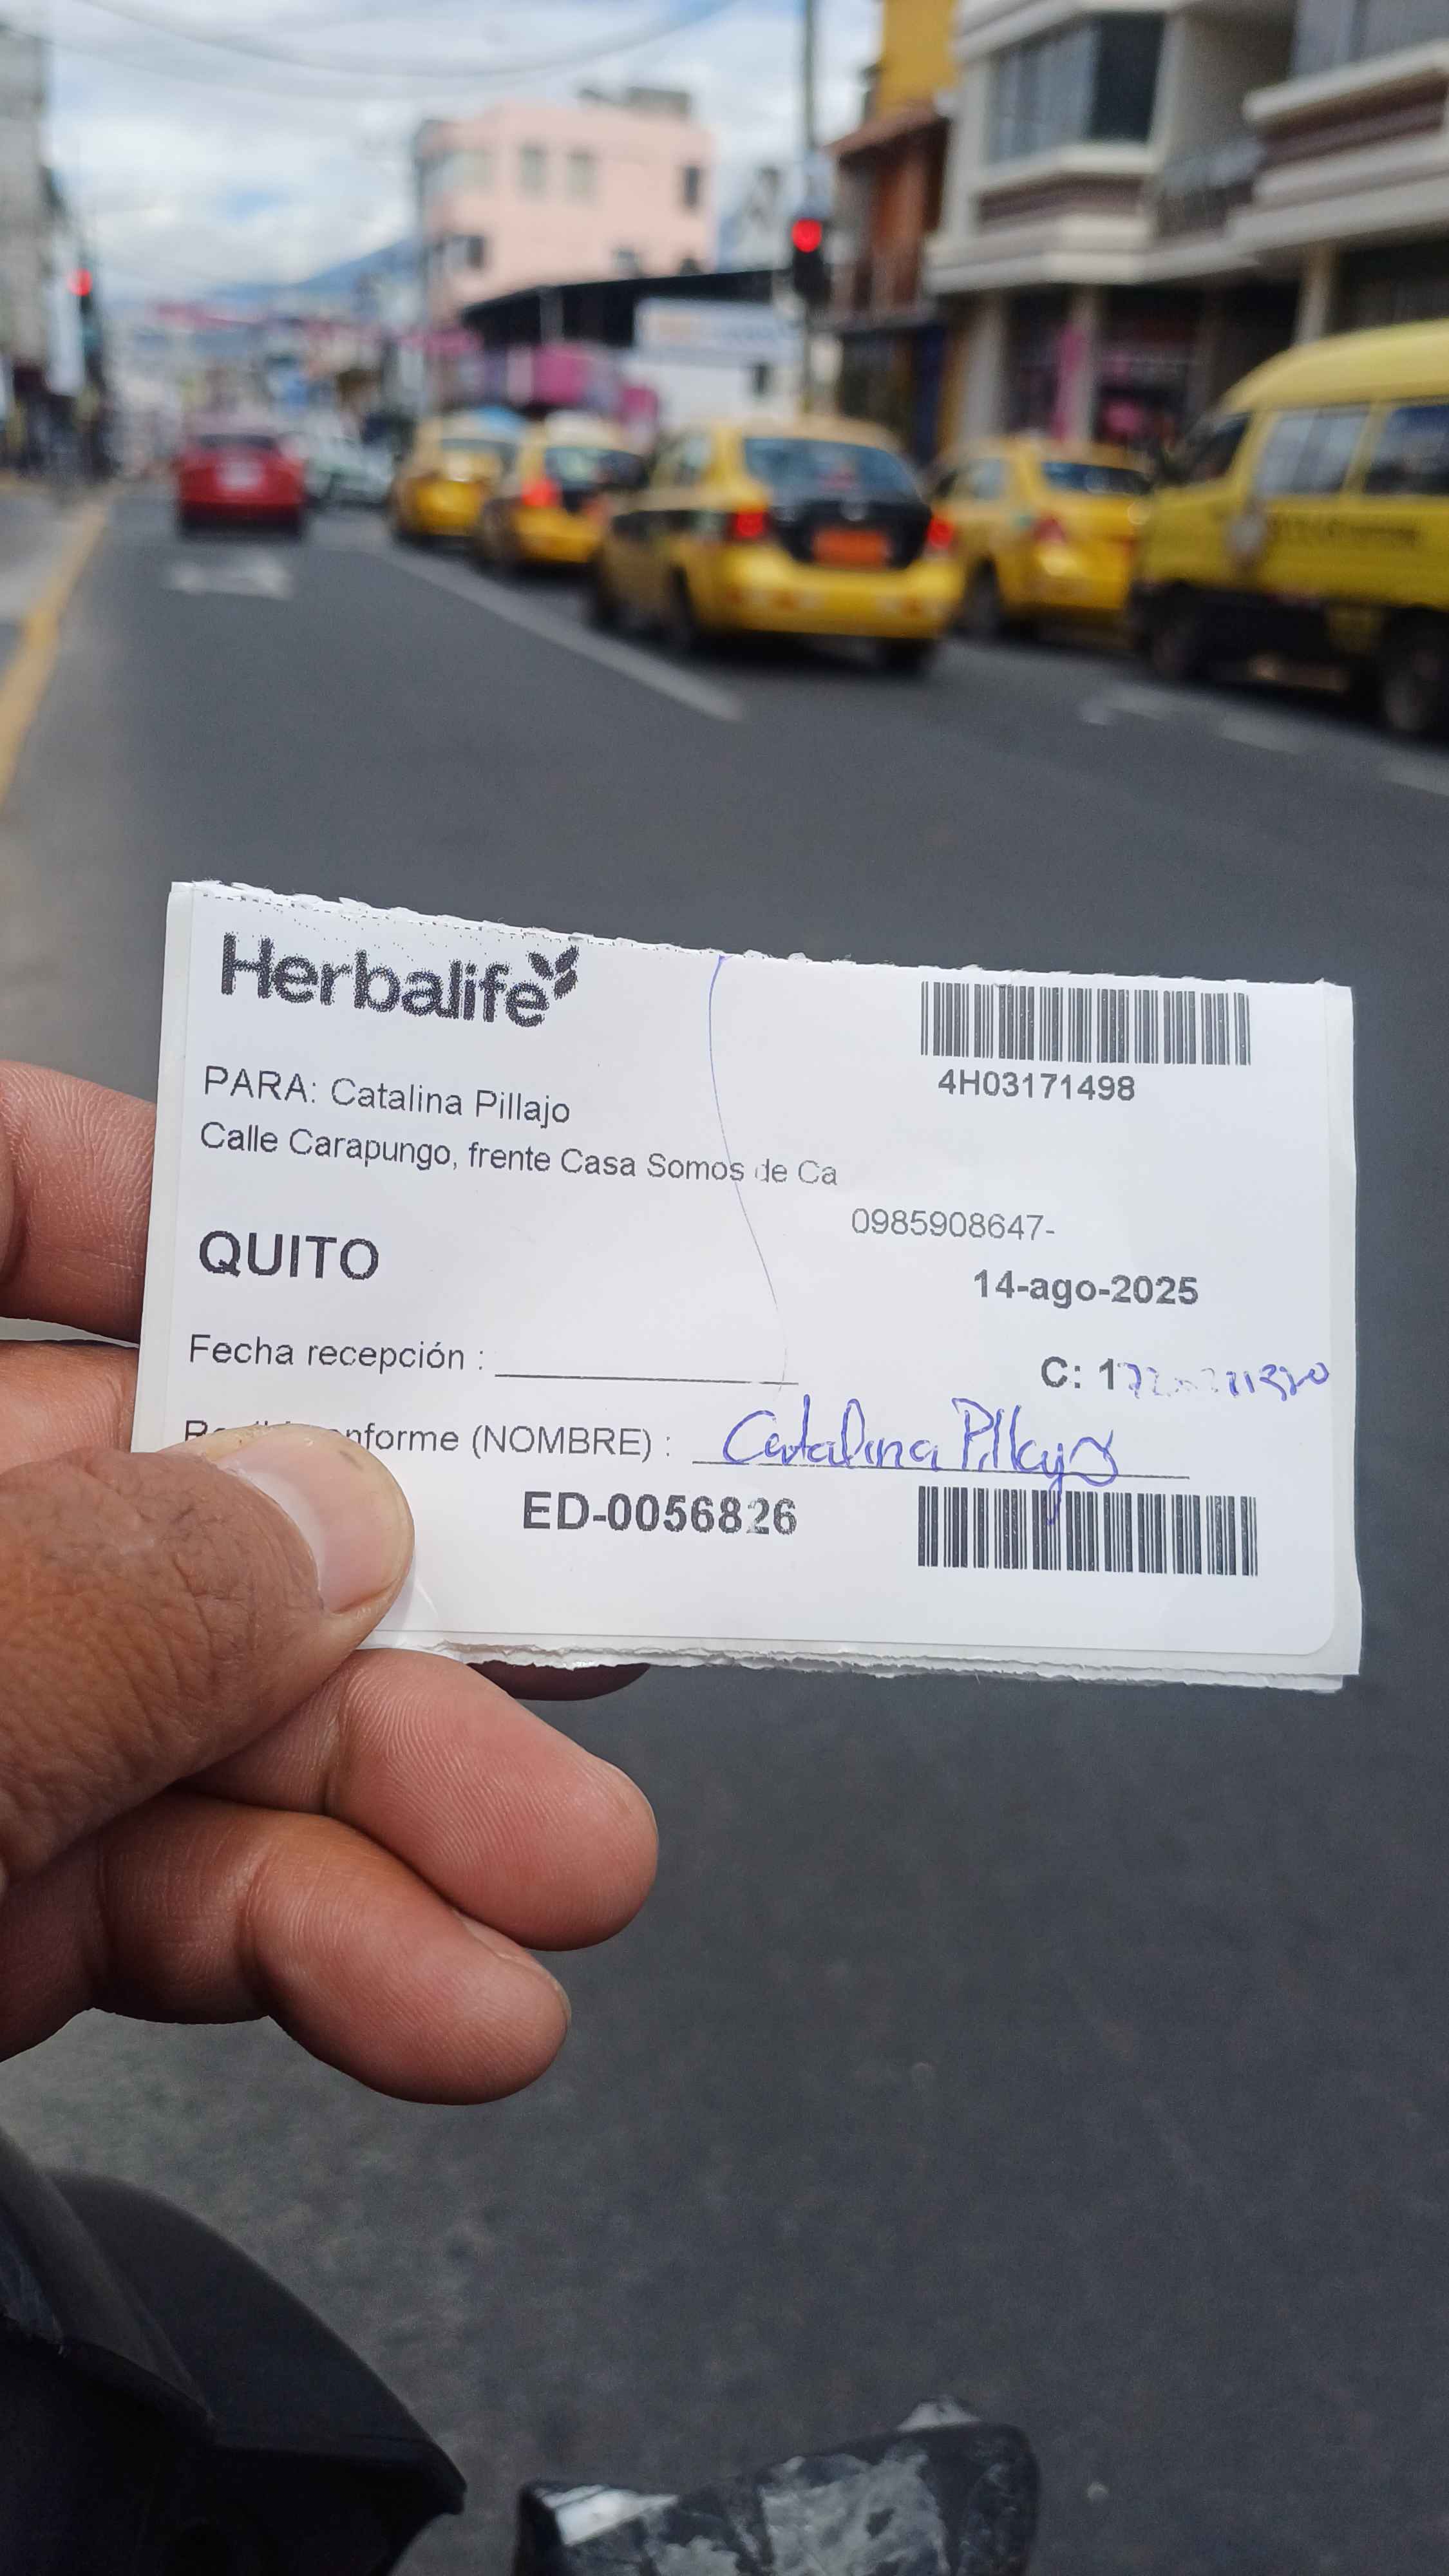 Herbalife
4H03171498
PARA: Catalina Pillajo
Calle Carapungo, frente Casa Somos de Ca
0985908647-
QUITO
14-ago-2025
Fecha recepción :
C: 1
(NOMBRE) : Catalina Pillajo
ED-0056826